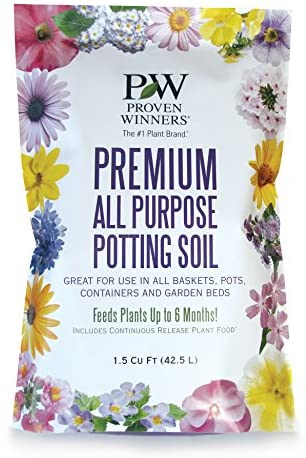 PW
PROVEN
WINNERS®
The #1 Plant Brand.®
PREMIUM
ALL PURPOSE
POTTING SOIL
GREAT FOR USE IN ALL BASKETS, POTS,
CONTAINERS AND GARDEN BEDS
Feeds Plants Up to 6 Months!
INCLUDES CONTINUOUS RELEASE PLANT FOOD*
1.5 CU FT (42.5 L)